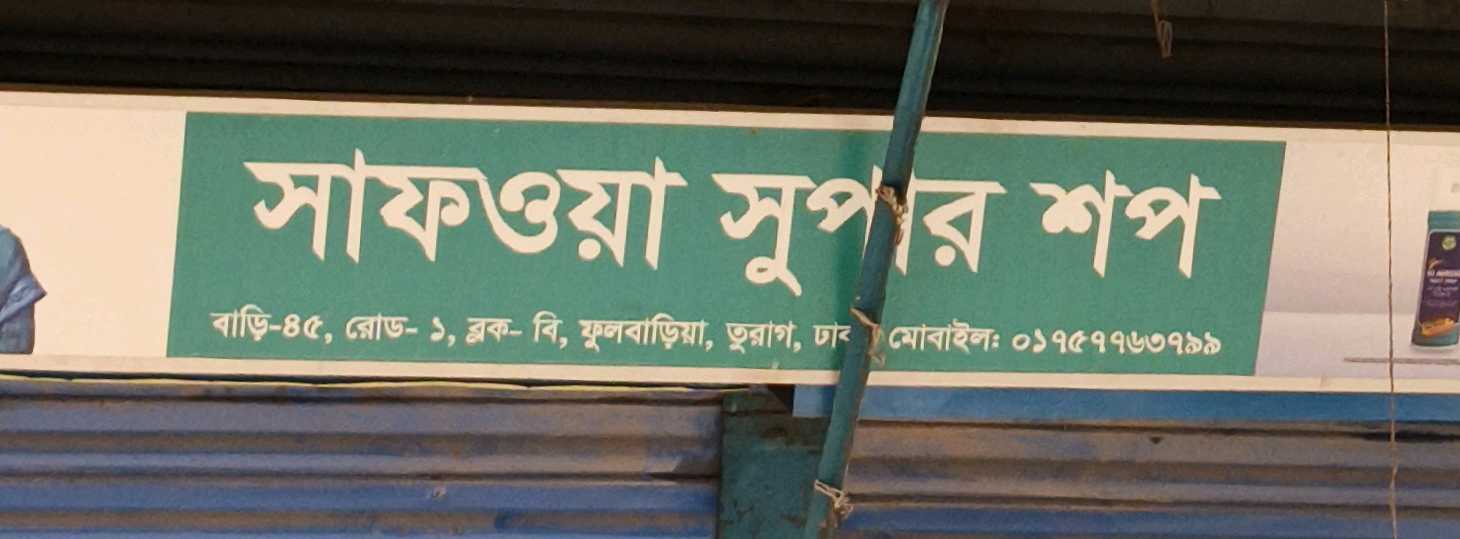 সাফওয়া সুপার শপ
বাড়ি-৪৫, রোড- ১, ব্লক- বি, ফুলবাড়িয়া, তুরাগ, মোবাইলঃ ০১৭৫৭৭৬৩৭৯৯